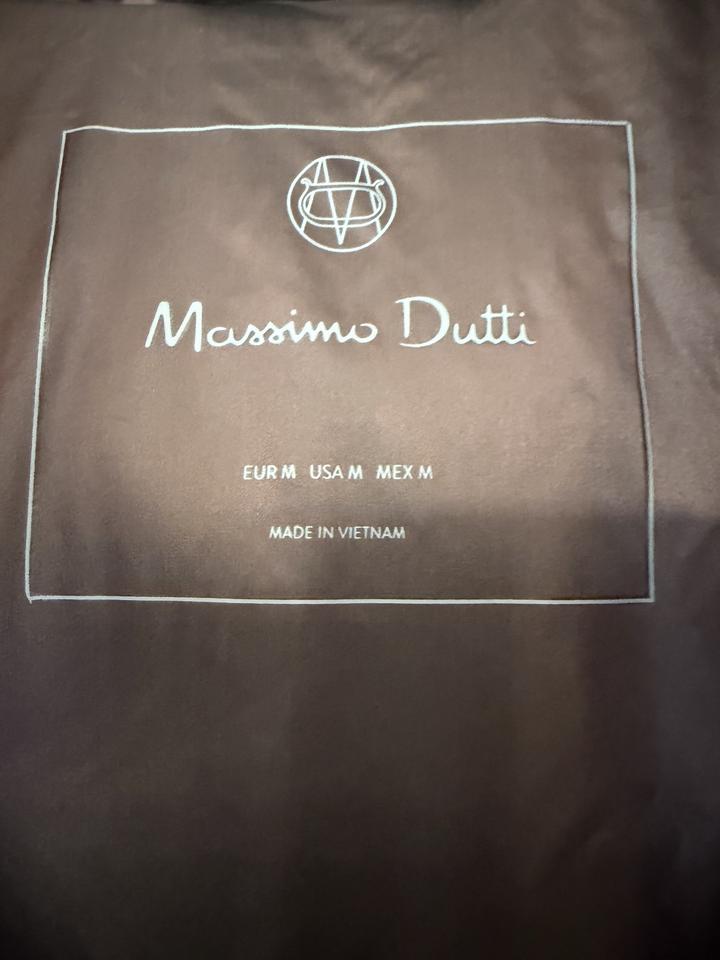 Massimo Dutti
EUR M USA M MEX M
MADE IN VIETNAM